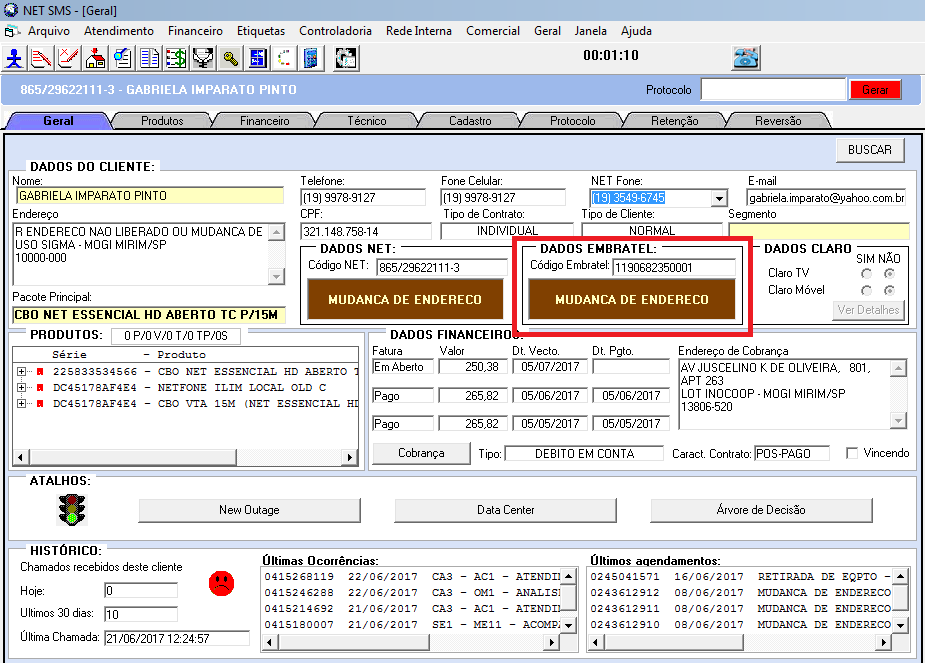 NET SMS - [Geral]
Arquivo Atendimento Financeiro Etiquetas Controladoria Rede Interna Comercial Geral Janela Ajuda
00:01:10
865/29622111-3 - GABRIELA IMPARATO PINTO
Protocolo
Gerar
Geral Produtos Financeiro Técnico Cadastro Protocolo Retenção Reversão
BUSCAR
DADOS DO CLIENTE:
Nome: Telefone: Fone Celular: NET Fone: E-mail
GABRIELA IMPARATO PINTO (19) 9978-9127 (19) 9978-9127 (19) 3549-6745 gabriela.imparato@yahoo.com.br
Endereço CPF: Tipo de Contrato: Tipo de Cliente: Segmento
R ENDERECO NAO LIBERADO OU MUDANCA DE
USO SIGMA - MOGI MIRIM/SP
10000-000
321.148.758-14 INDIVIDUAL NORMAL
DADOS NET:
Código NET: 865/29622111-3
MUDANCA DE ENDERECO
DADOS EMBRATEL:
Código Embratel: 1190682350001
MUDANCA DE ENDERECO
DADOS CLARO
SIM NÃO
Claro TV
Claro Móvel
Ver Detalhes
Pacote Principal:
CBO NET ESSENCIAL HD ABERTO TC P/15M
PRODUTOS: 0 P/0 V/0 T/0 TP/0S
Série - Produto
225833534566 - CBO NET ESSENCIAL HD ABERTO T
DC45178AF4E4 - NETFONE ILIM LOCAL OLD C
DC45178AF4E4 - CBO VTA 15M (NET ESSENCIAL HD
DADOS FINANCEIROS:
Fatura Valor Dt. Vecto. Dt. Pgto. Endereço de Cobrança
Em Aberto 250,38 05/07/2017
Pago 265,82 05/06/2017 05/06/2017
Pago 265,82 05/05/2017 05/05/2017
AV JUSCELINO K DE OLIVEIRA, 801,
APT 263
LOT INOCOOP - MOGI MIRIM/SP
13806-520
Cobrança Tipo: DEBITO EM CONTA Caract. Contrato: POS-PAGO Vincendo
ATALHOS:
New Outage Data Center Árvore de Decisão
HISTÓRICO:
Chamados recebidos deste cliente
Hoje: 0
Ultimos 30 dias: 10
Última Chamada: 21/06/2017 12:24:57
Últimas Ocorrências:
0415268119 22/06/2017 CA3 - AC1 - ATENDI
0415246288 22/06/2017 CA3 - OM1 - ANALIS
0415214692 21/06/2017 CA3 - AC1 - ATENDI
0415180007 21/06/2017 SE1 - ME11 - ACOMP
Últimos agendamentos:
0245041571 16/06/2017 RETIRADA DE EQPTO -
0243612912 08/06/2017 MUDANCA DE ENDERECO
0243612911 08/06/2017 MUDANCA DE ENDERECO
0243612910 08/06/2017 MUDANCA DE ENDERECO